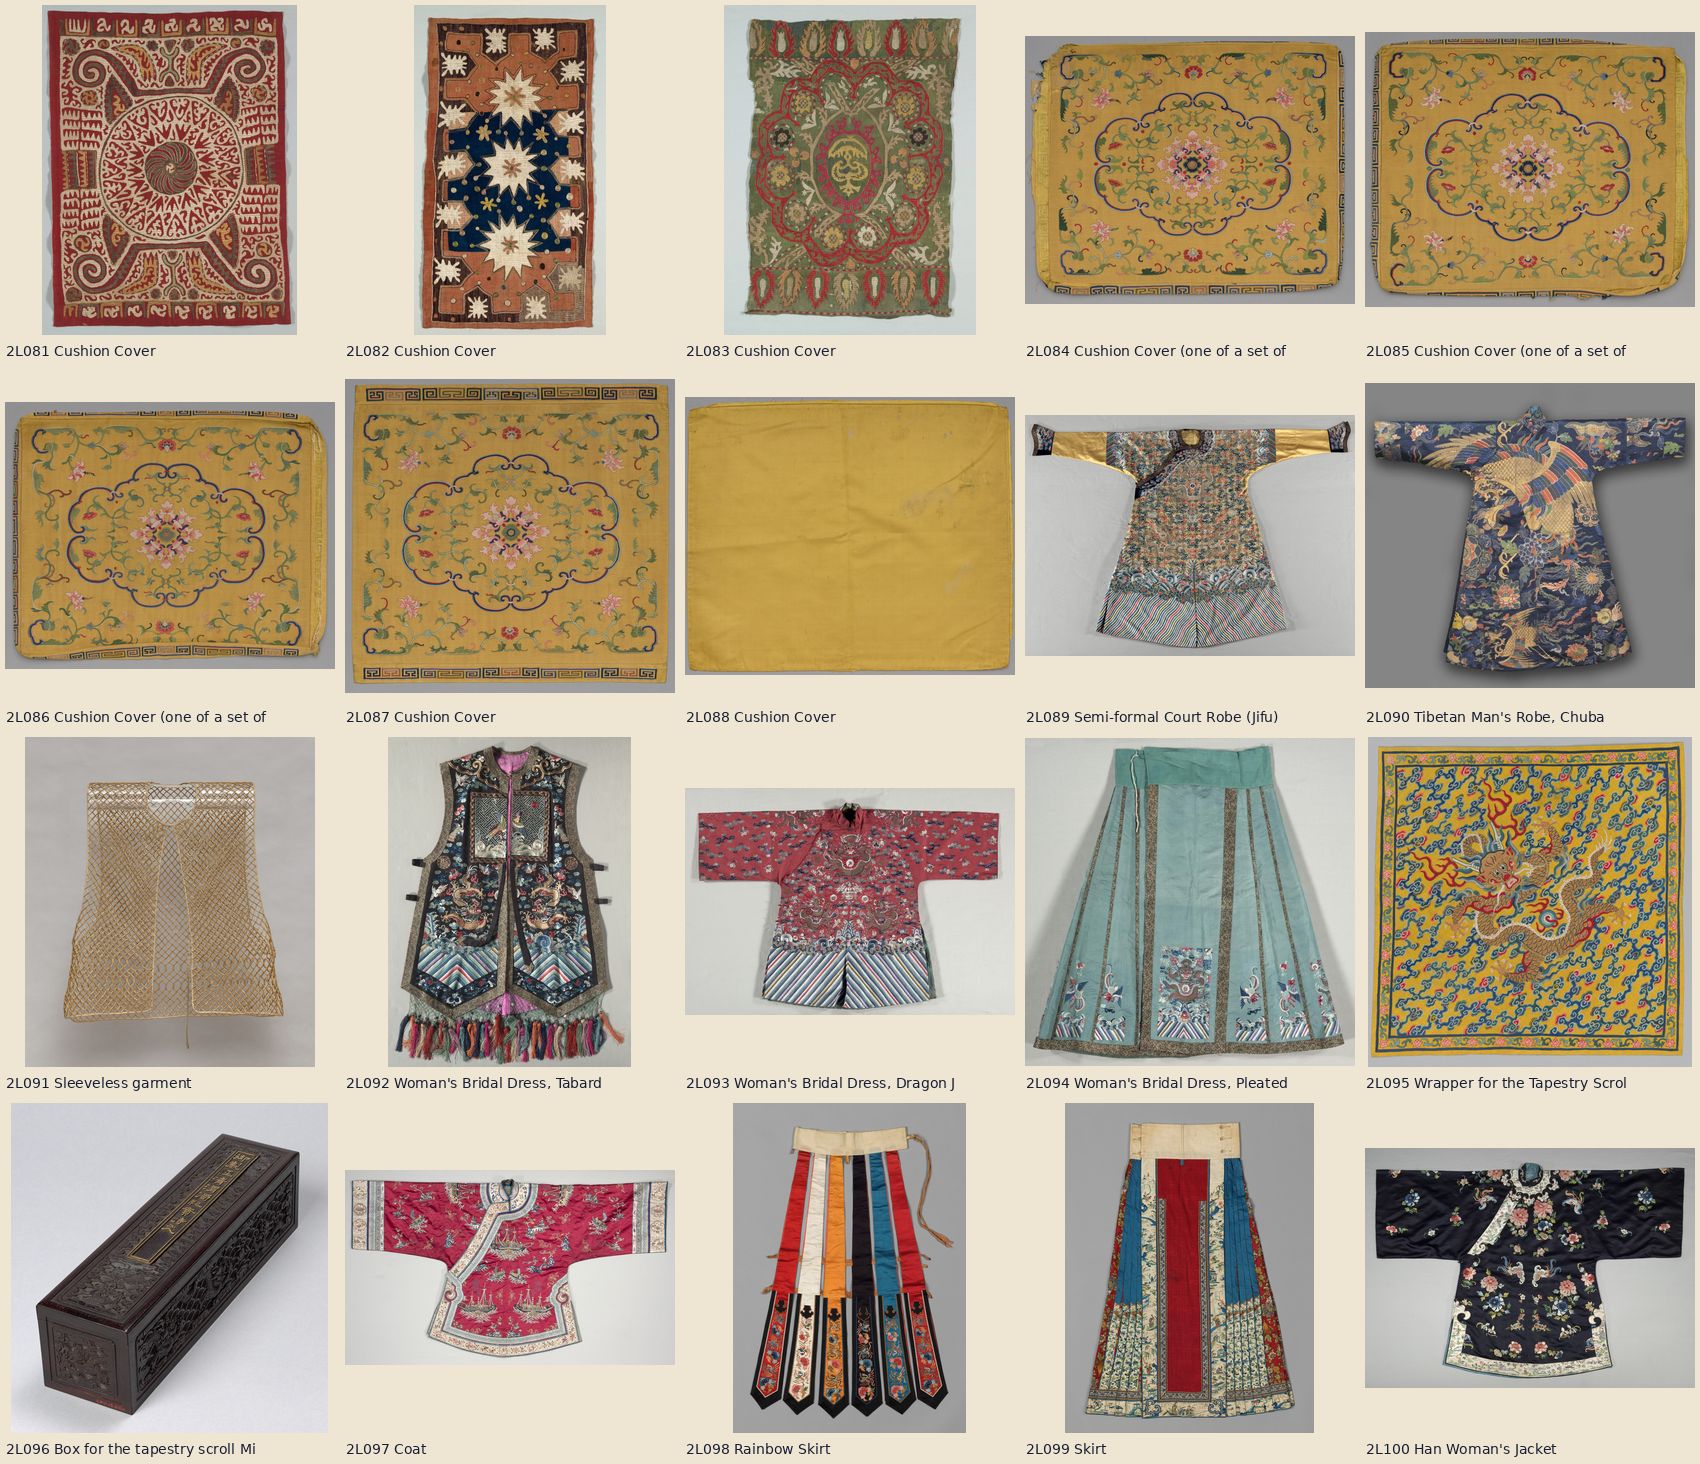 2L081 Cushion Cover
2L082 Cushion Cover
2L083 Cushion Cover
2L084 Cushion Cover (one of a set of
2L085 Cushion Cover (one of a set of
2L086 Cushion Cover (one of a set of
2L087 Cushion Cover
2L088 Cushion Cover
2L089 Semi-formal Court Robe (Jifu)
2L090 Tibetan Man's Robe, Chuba
2L091 Sleeveless garment
2L092 Woman's Bridal Dress, Tabard
2L093 Woman's Bridal Dress, Dragon J
2L094 Woman's Bridal Dress, Pleated
2L095 Wrapper for the Tapestry Scrol
2L096 Box for the tapestry scroll Mi
2L097 Coat
2L098 Rainbow Skirt
2L099 Skirt
2L100 Han Woman's Jacket